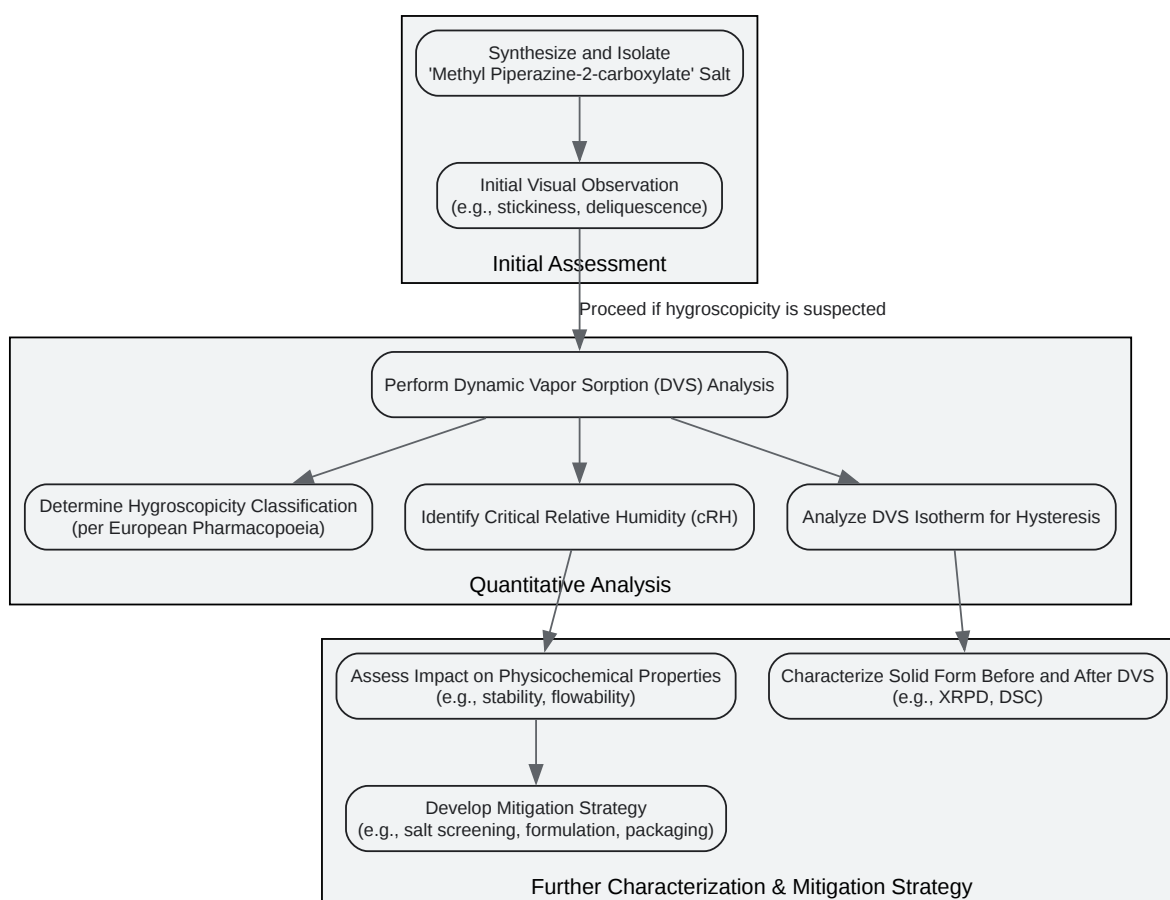 Synthesize and Isolate
'Methyl Piperazine-2-carboxylate' Salt
Initial Visual Observation
(e.g., stickiness, deliquescence)
Initial Assessment
Proceed if hygroscopicity is suspected
Perform Dynamic Vapor Sorption (DVS) Analysis
Determine Hygroscopicity Classification
(per European Pharmacopoeia)
Identify Critical Relative Humidity (cRH)
Analyze DVS Isotherm for Hysteresis
Quantitative Analysis
Assess Impact on Physicochemical Properties
(e.g., stability, flowability)
Characterize Solid Form Before and After DVS
(e.g., XRPD, DSC)
Develop Mitigation Strategy
(e.g., salt screening, formulation, packaging)
Further Characterization & Mitigation Strategy